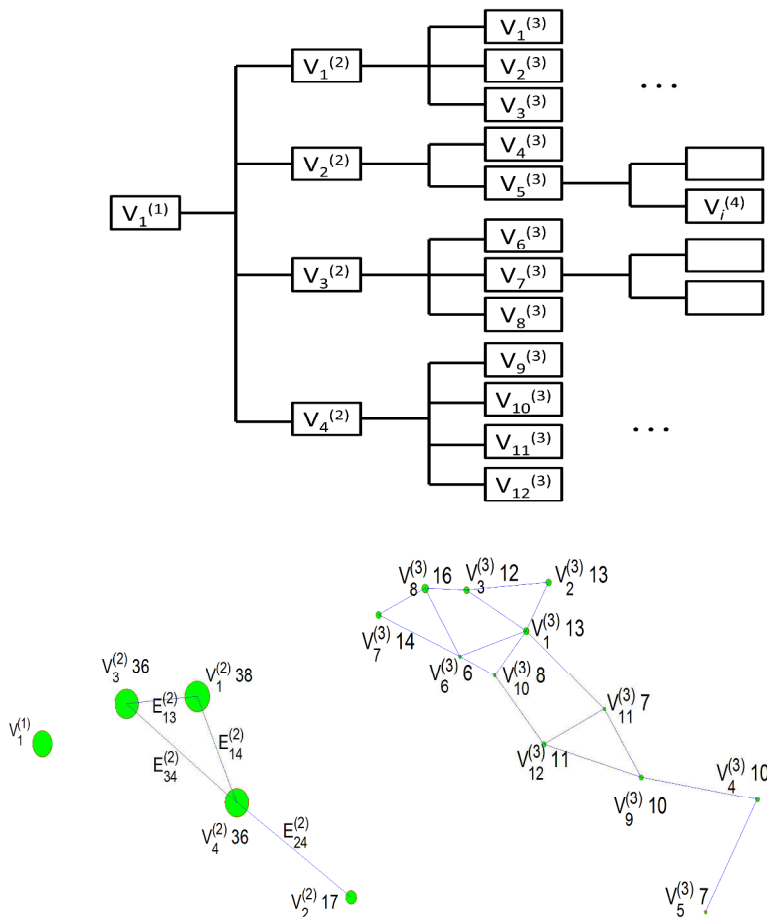 V₁⁽³⁾
V₁⁽²⁾ V₂⁽³⁾
...
V₃⁽³⁾
V₄⁽³⁾
V₂⁽²⁾
V₅⁽³⁾
V₁⁽¹⁾ Vᵢ⁽⁴⁾
V₆⁽³⁾
V₃⁽²⁾ V₇⁽³⁾
V₈⁽³⁾
V₉⁽³⁾
V₁₀⁽³⁾
V₄⁽²⁾ ...
V₁₁⁽³⁾
V₁₂⁽³⁾
V₈⁽³⁾ 16 V₃⁽³⁾ 12 V₂⁽³⁾ 13
V₇⁽³⁾ 14 V₁⁽³⁾ 13
V₆⁽³⁾ 6 V₁₀⁽³⁾ 8
V₃⁽²⁾ 36 V₁⁽²⁾ 38
E₁₃⁽²⁾ V₁₁⁽³⁾ 7
V₁⁽¹⁾ E₁₄⁽²⁾
E₃₄⁽²⁾ V₁₂⁽³⁾ 11 V₄⁽³⁾ 10
V₉⁽³⁾ 10
V₄⁽²⁾ 36 E₂₄⁽²⁾
V₂⁽²⁾ 17 V₅⁽³⁾ 7